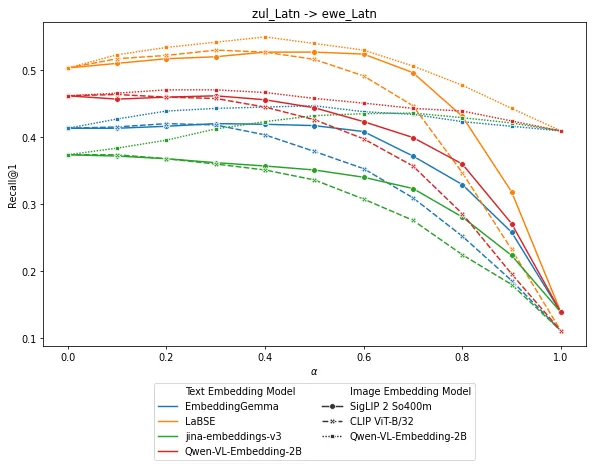 zul_Latn -> ewe_Latn
Recall@1
0.5
0.4
0.3
0.2
0.1
0.0 0.2 0.4 0.6 0.8 1.0
α
Text Embedding Model Image Embedding Model
EmbeddingGemma SigLIP 2 So400m
LaBSE CLIP ViT-B/32
jina-embeddings-v3 Qwen-VL-Embedding-2B
Qwen-VL-Embedding-2B